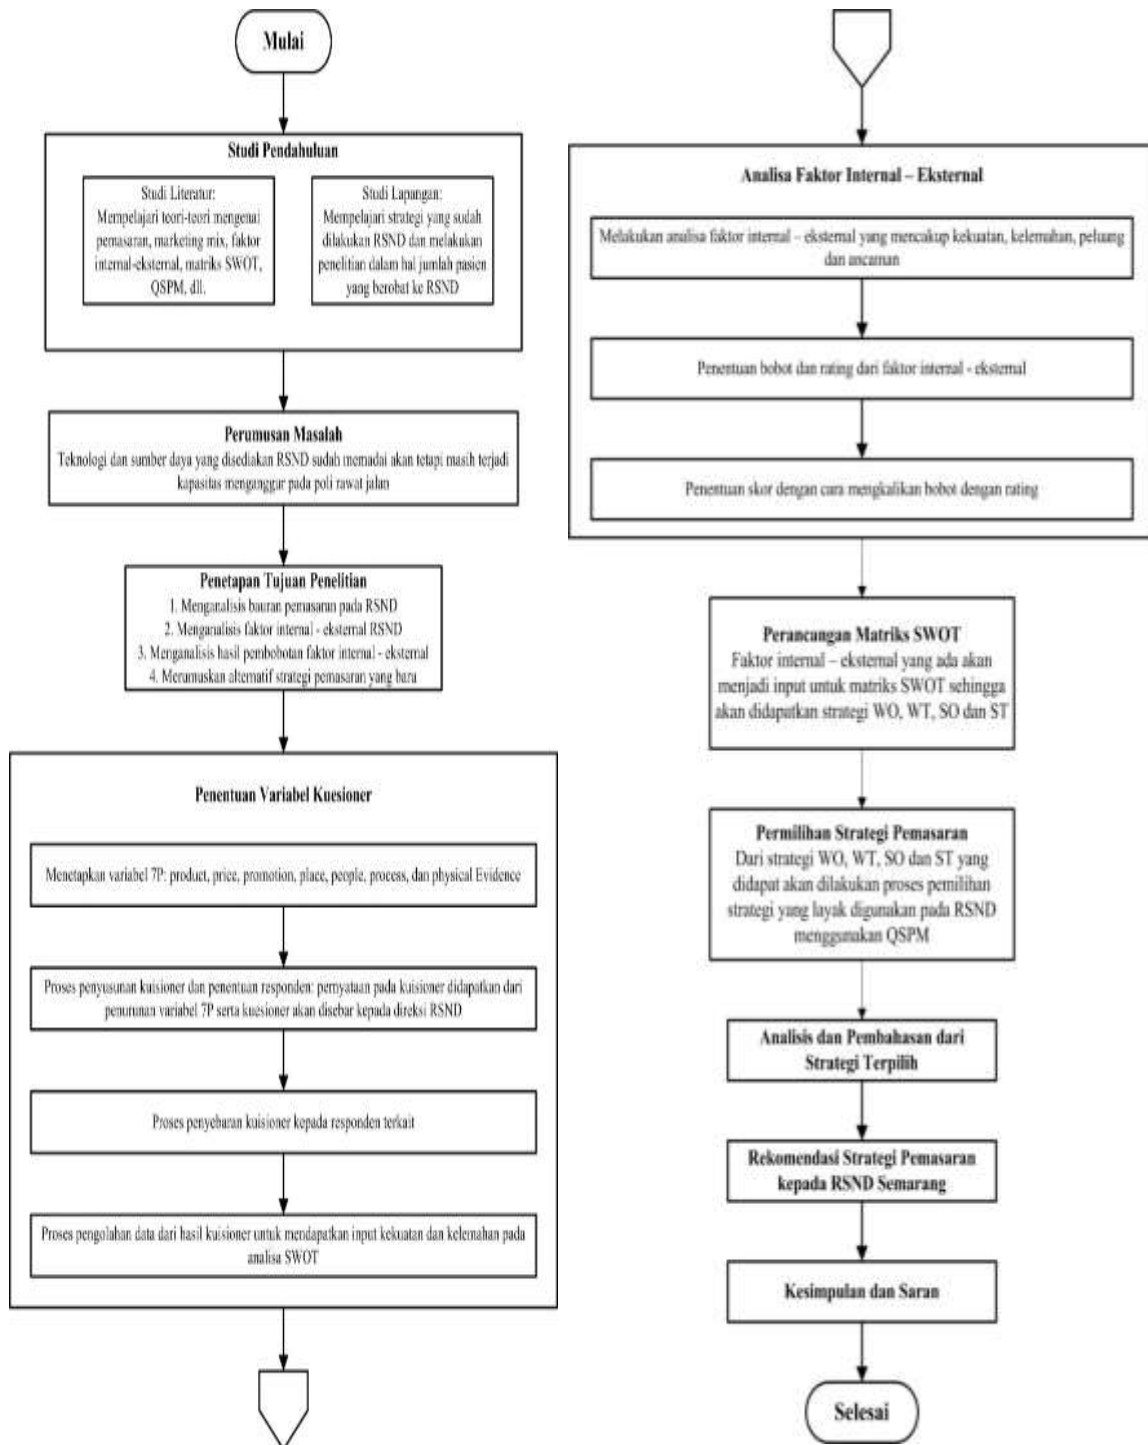 Mulai
Studi Pendahuluan
Studi Literatur:
Mempelajari teori-teori mengenai
pemasaran, marketing mix, faktor
internal-eksternal, matriks SWOT,
QSPM, dll.
Studi Lapangan:
Mempelajari strategi yang sudah
dilakukan RSND dan melakukan
penelitian dalam hal jumlah pasien
yang berobat ke RSND
Perumusan Masalah
Teknologi dan sumber daya yang disediakan RSND sudah memadai akan tetapi masih terjadi
kapasitas menganggur pada poli rawat jalan
Penetapan Tujuan Penelitian
1. Menganalisis bauran pemasaran pada RSND
2. Menganalisis faktor internal - eksternal RSND
3. Menganalisis hasil pembobotan faktor internal - eksternal
4. Merumuskan alternatif strategi pemasaran yang baru
Penentuan Variabel Kuesioner
Menetapkan variabel 7P: product, price, promotion, place, people, process, dan physical Evidence
Proses penyusunan kuisioner dan penentuan responden: pernyataan pada kuisioner didapatkan dari
penurunan variabel 7P serta kuesioner akan disebar kepada direksi RSND
Proses penyebaran kuisioner kepada responden terkait
Proses pengolahan data dari hasil kuisioner untuk mendapatkan input kekuatan dan kelemahan pada
analisa SWOT
Analisa Faktor Internal – Eksternal
Melakukan analisa faktor internal – eksternal yang mencakup kekuatan, kelemahan, peluang
dan ancaman
Penentuan bobot dan rating dari faktor internal - eksternal
Penentuan skor dengan cara mengkalikan bobot dengan rating
Perancangan Matriks SWOT
Faktor internal – eksternal yang ada akan
menjadi input untuk matriks SWOT sehingga
akan didapatkan strategi WO, WT, SO dan ST
Permilihan Strategi Pemasaran
Dari strategi WO, WT, SO dan ST yang
didapat akan dilakukan proses pemilihan
strategi yang layak digunakan pada RSND
menggunakan QSPM
Analisis dan Pembahasan dari
Strategi Terpilih
Rekomendasi Strategi Pemasaran
kepada RSND Semarang
Kesimpulan dan Saran
Selesai